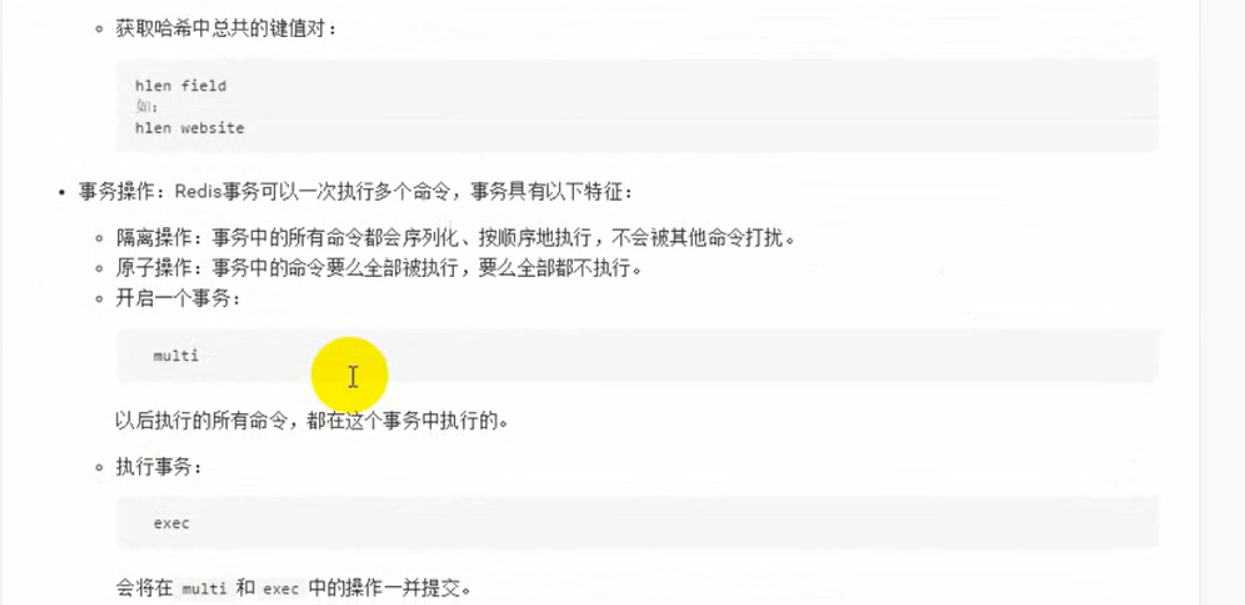 获取哈希中总共的键值对：
hlen field
如：
hlen website
事务操作：Redis事务可以一次执行多个命令，事务具有以下特征：
隔离操作：事务中的所有命令都会序列化、按顺序地执行，不会被其他命令打扰。
原子操作：事务中的命令要么全部被执行，要么全部都不执行。
开启一个事务：
multi
以后执行的所有命令，都在这个事务中执行的。
执行事务：
exec
会将在 multi 和 exec 中的操作一并提交。